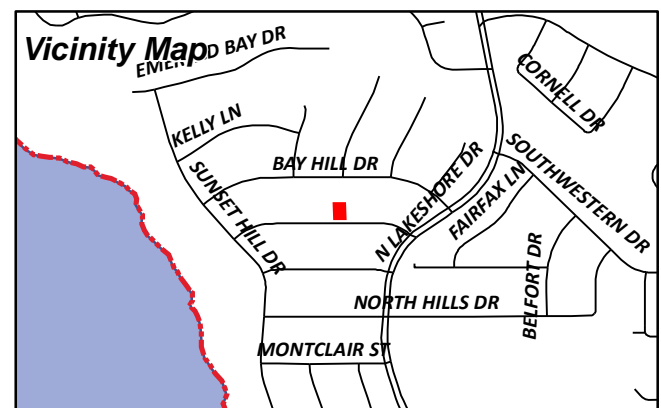 Vicinity Map
BAY DR
CORNELL DR
KELLY LN
BAY HILL DR
SUNSET HILL DR
N LAKESHORE DR
FAIRFAX LN
SOUTHWESTERN DR
BELFORT DR
NORTH HILLS DR
MONTCLAIR ST